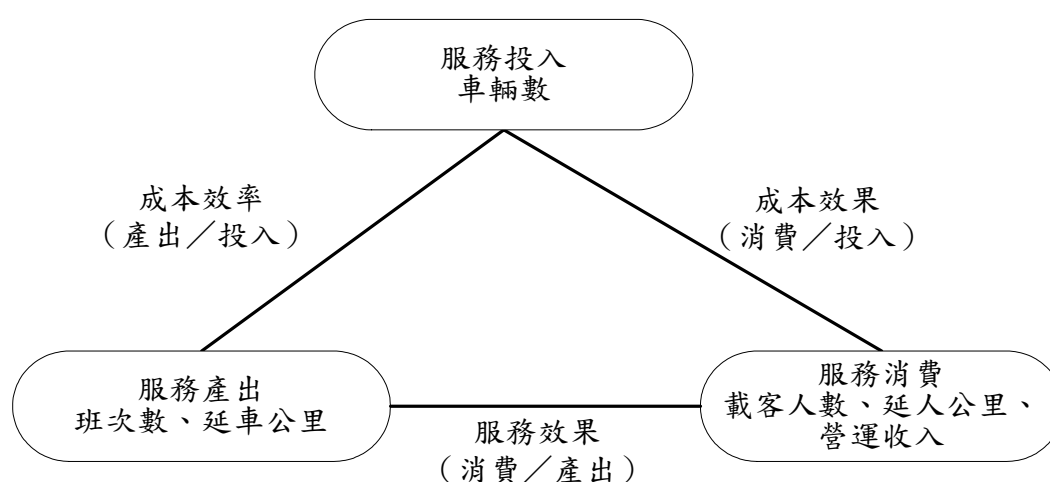 服務投入
車輛數
成本效率
（產出／投入）
成本效果
（消費／投入）
服務產出
班次數、延車公里
服務消費
載客人數、延人公里、
營運收入
服務效果
（消費／產出）